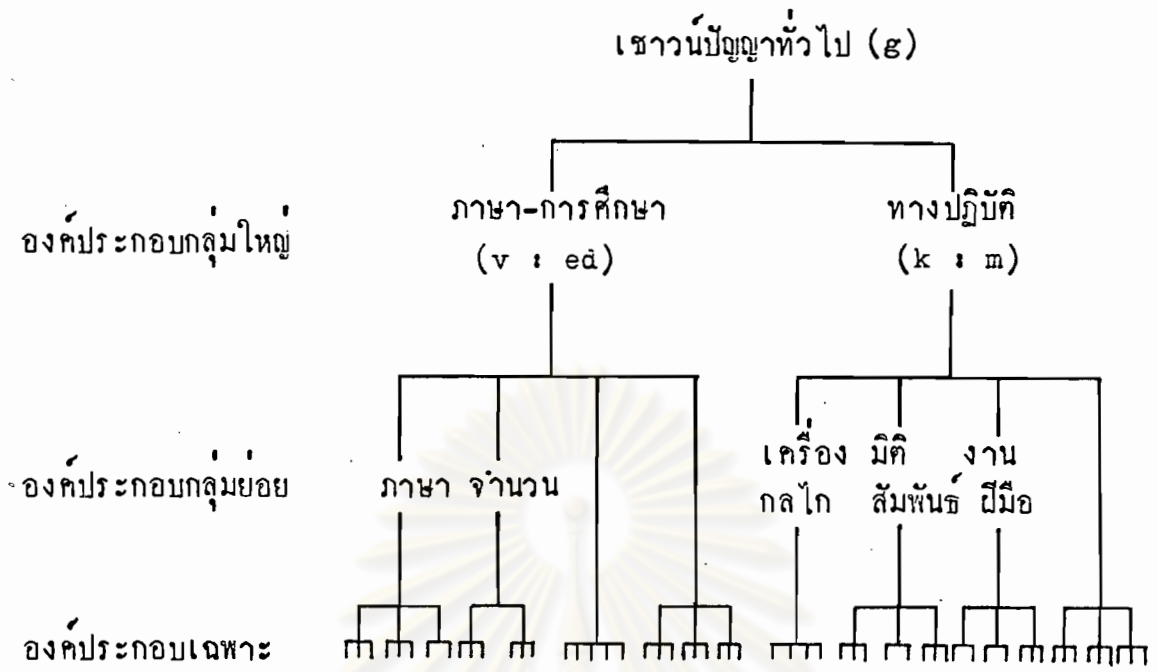 เชาวน์ปัญญาทั่วไป (g)
องค์ประกอบกลุ่มใหญ่
ภาษา-การศึกษา
(v : ed)
ทางปฏิบัติ
(k : m)
องค์ประกอบกลุ่มย่อย
ภาษา จำนวน
เครื่อง มิติ งาน
กลไก สัมพันธ์ ฝีมือ
องค์ประกอบเฉพาะ